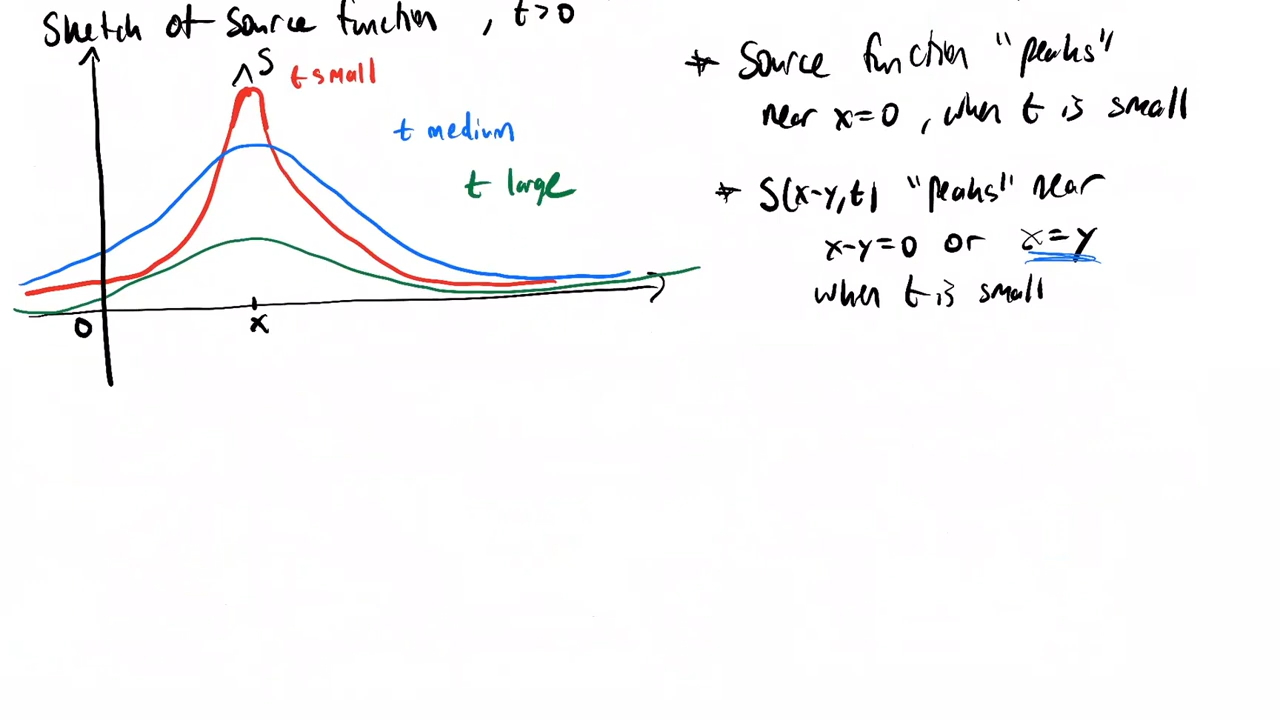 Sketch of Source function , t>0
S
t small
t medium
t large
0
x
* Source function "peaks"
near x=0 , when t is small
* S(x-y,t) "peaks" near
x-y=0 or x=y
when t is small